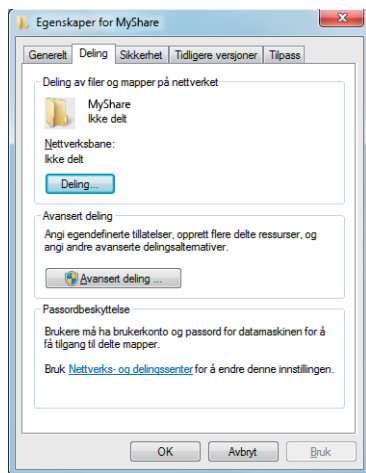 Egenskaper for MyShare
Generelt Deling Sikkerhet Tidligere versjoner Tilpass
Deling av filer og mapper på nettverket
MyShare
Ikke delt
Nettverksbane:
Ikke delt
Deling...
Avansert deling
Angi egendefinerte tillatelser, opprett flere delte ressurser, og
angi andre avanserte delingsalternativer.
Avansert deling ...
Passordbeskyttelse
Brukere må ha brukerkonto og passord for datamaskinen for å
få tilgang til delte mapper.
Bruk Nettverks- og delingssenter for å endre denne innstillingen.
OK Avbryt Bruk